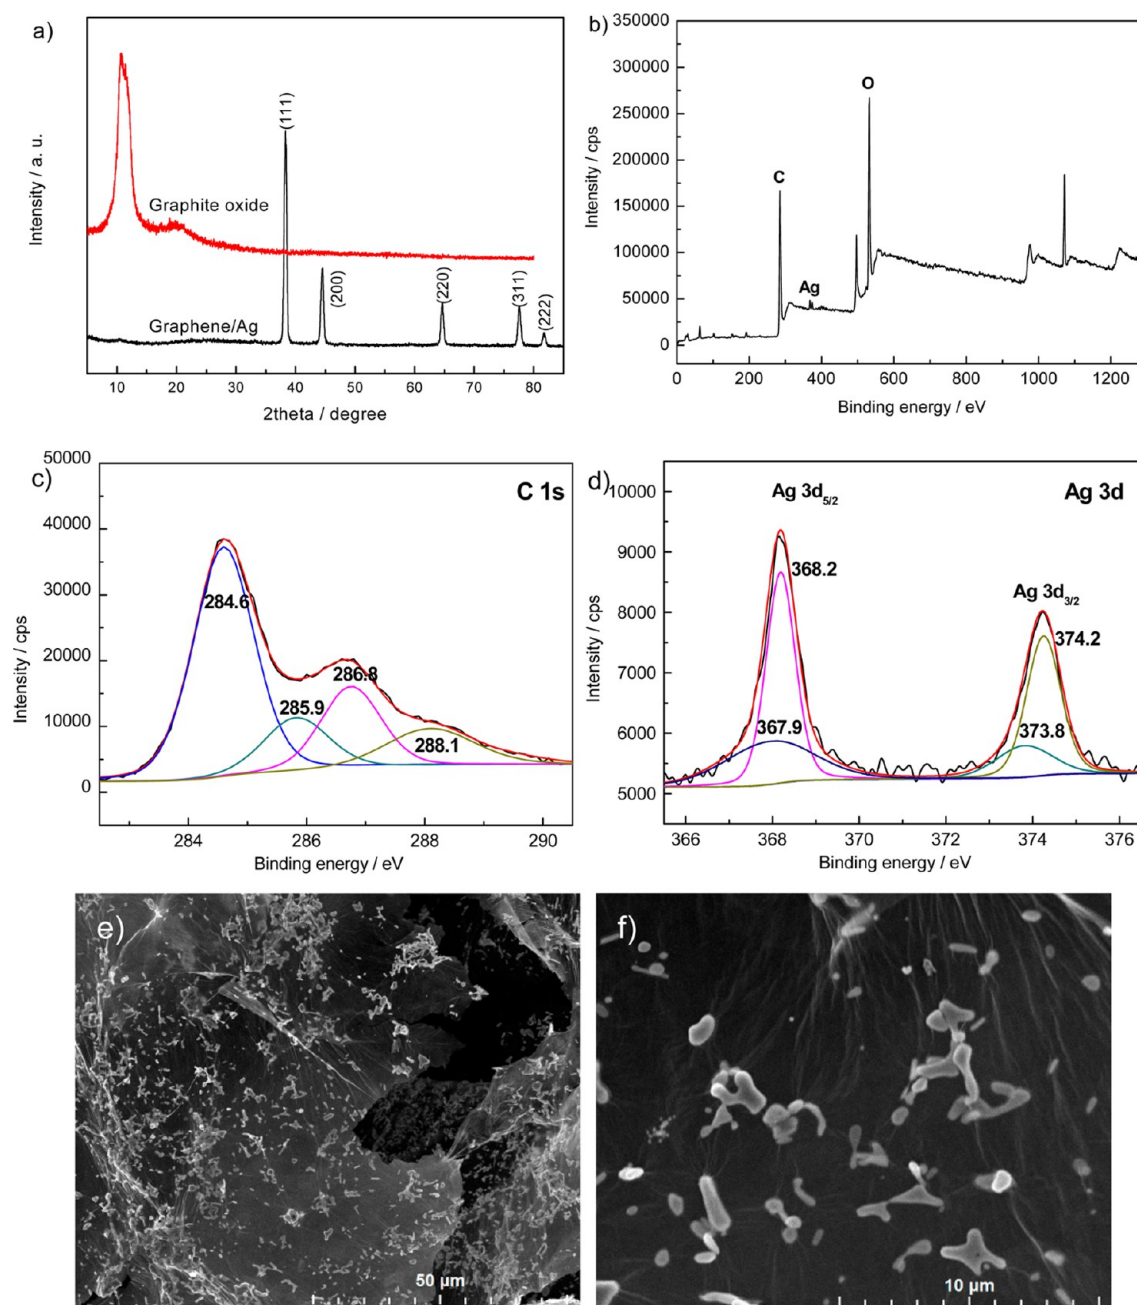 a)
Intensity / a. u.
Graphite oxide
Graphene/Ag
(111)
(200)
(220)
(311)
(222)
10 20 30 40 50 60 70 80
2theta / degree
b)
Intensity / cps
350000
300000
250000
200000
150000
100000
50000
0
C
Ag
O
0 200 400 600 800 1000 1200
Binding energy / eV
c)
C 1s
Intensity / cps
50000
40000
30000
20000
10000
0
284.6
285.9
286.8
288.1
284 286 288 290
Binding energy / eV
d)
Ag 3d
Ag 3d5/2
Ag 3d3/2
Intensity / cps
10000
9000
8000
7000
6000
5000
368.2
367.9
374.2
373.8
366 368 370 372 374 376
Binding energy / eV
e)
50 µm
f)
10 µm